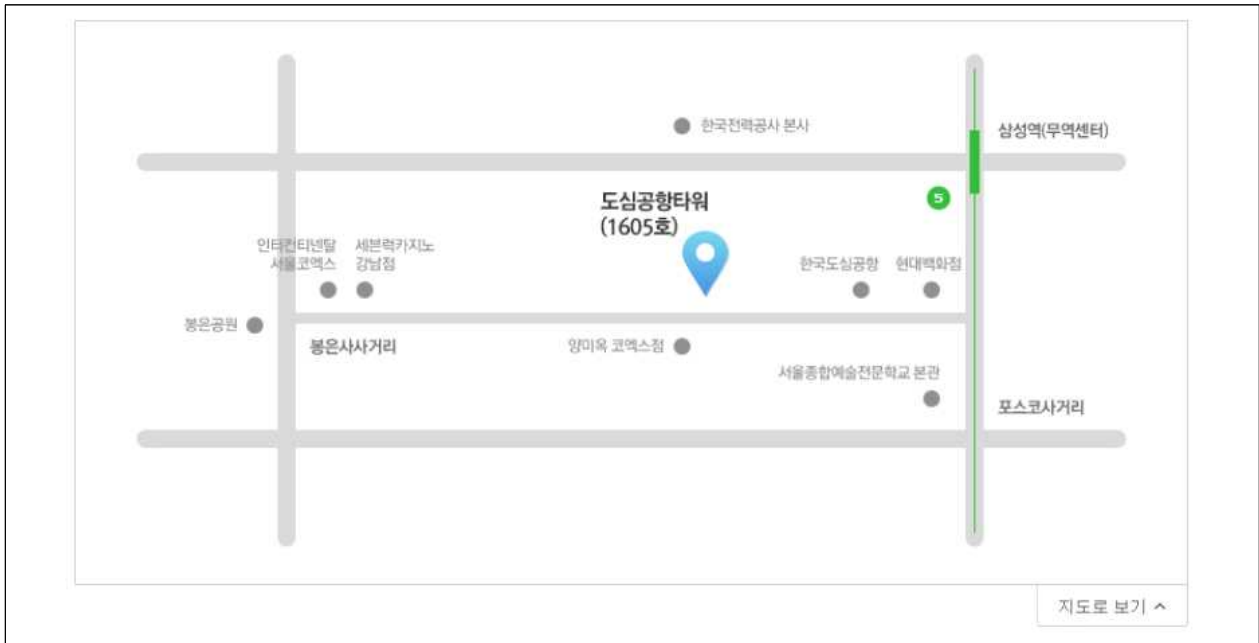 한국전력공사 본사
삼성역(무역센터)
도심공항타워
(1605호)
5
인터컨티넨탈
서울코엑스
세븐럭카지노
강남점
한국도심공항
현대백화점
봉은공원
봉은사사거리
양미옥 코엑스점
서울종합예술전문학교 본관
포스코사거리
지도로 보기